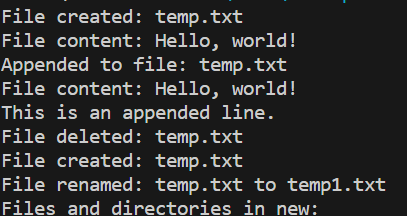 File created: temp.txt
File content: Hello, world!
Appended to file: temp.txt
File content: Hello, world!
This is an appended line.
File deleted: temp.txt
File created: temp.txt
File renamed: temp.txt to temp1.txt
Files and directories in new: